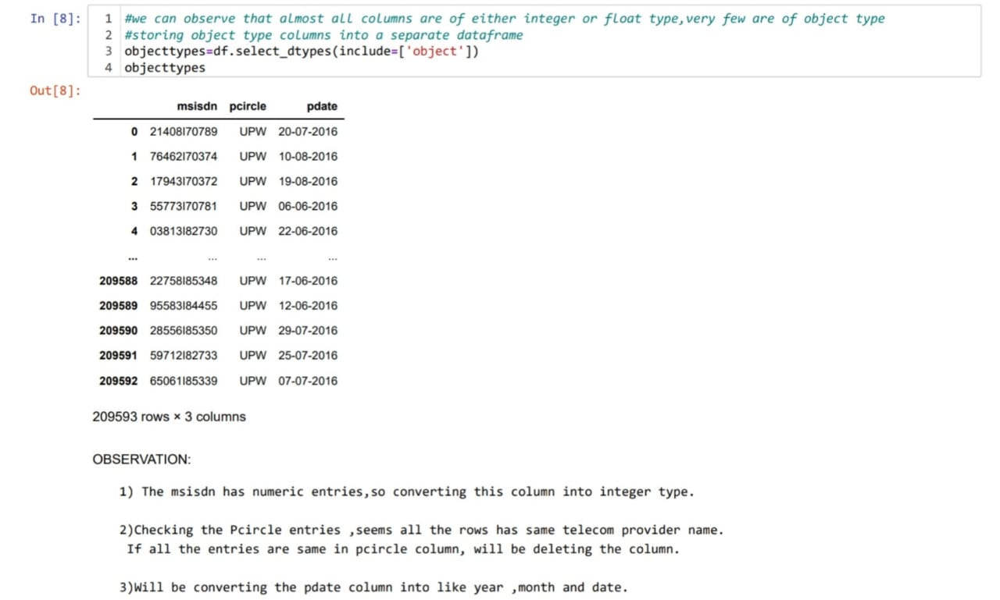 In [8]: 1 #we can observe that almost all columns are of either integer or float type,very few are of object type
2 #storing object type columns into a separate dataframe
3 objecttypes=df.select_dtypes(include=['object'])
4 objecttypes
Out[8]:
msisdn pcircle pdate
0 21408I70789 UPW 20-07-2016
1 76462I70374 UPW 10-08-2016
2 17943I70372 UPW 19-08-2016
3 55773I70781 UPW 06-06-2016
4 03813I82730 UPW 22-06-2016
... ... ... ...
209588 22758I85348 UPW 17-06-2016
209589 95583I84455 UPW 12-06-2016
209590 28556I85350 UPW 29-07-2016
209591 59712I82733 UPW 25-07-2016
209592 65061I85339 UPW 07-07-2016
209593 rows × 3 columns
OBSERVATION:
1) The msisdn has numeric entries,so converting this column into integer type.
2)Checking the Pcircle entries ,seems all the rows has same telecom provider name.
If all the entries are same in pcircle column, will be deleting the column.
3)Will be converting the pdate column into like year ,month and date.